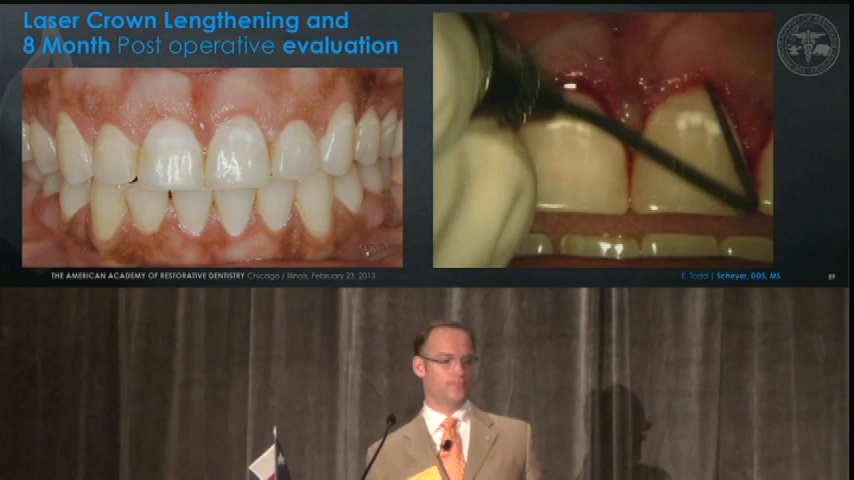 Laser Crown Lengthening and
8 Month Post operative evaluation
THE AMERICAN ACADEMY OF RESTORATIVE DENTISTRY Chicago / Illinois, February 23, 2013
E. Todd | Scheyer, DDS, MS
89